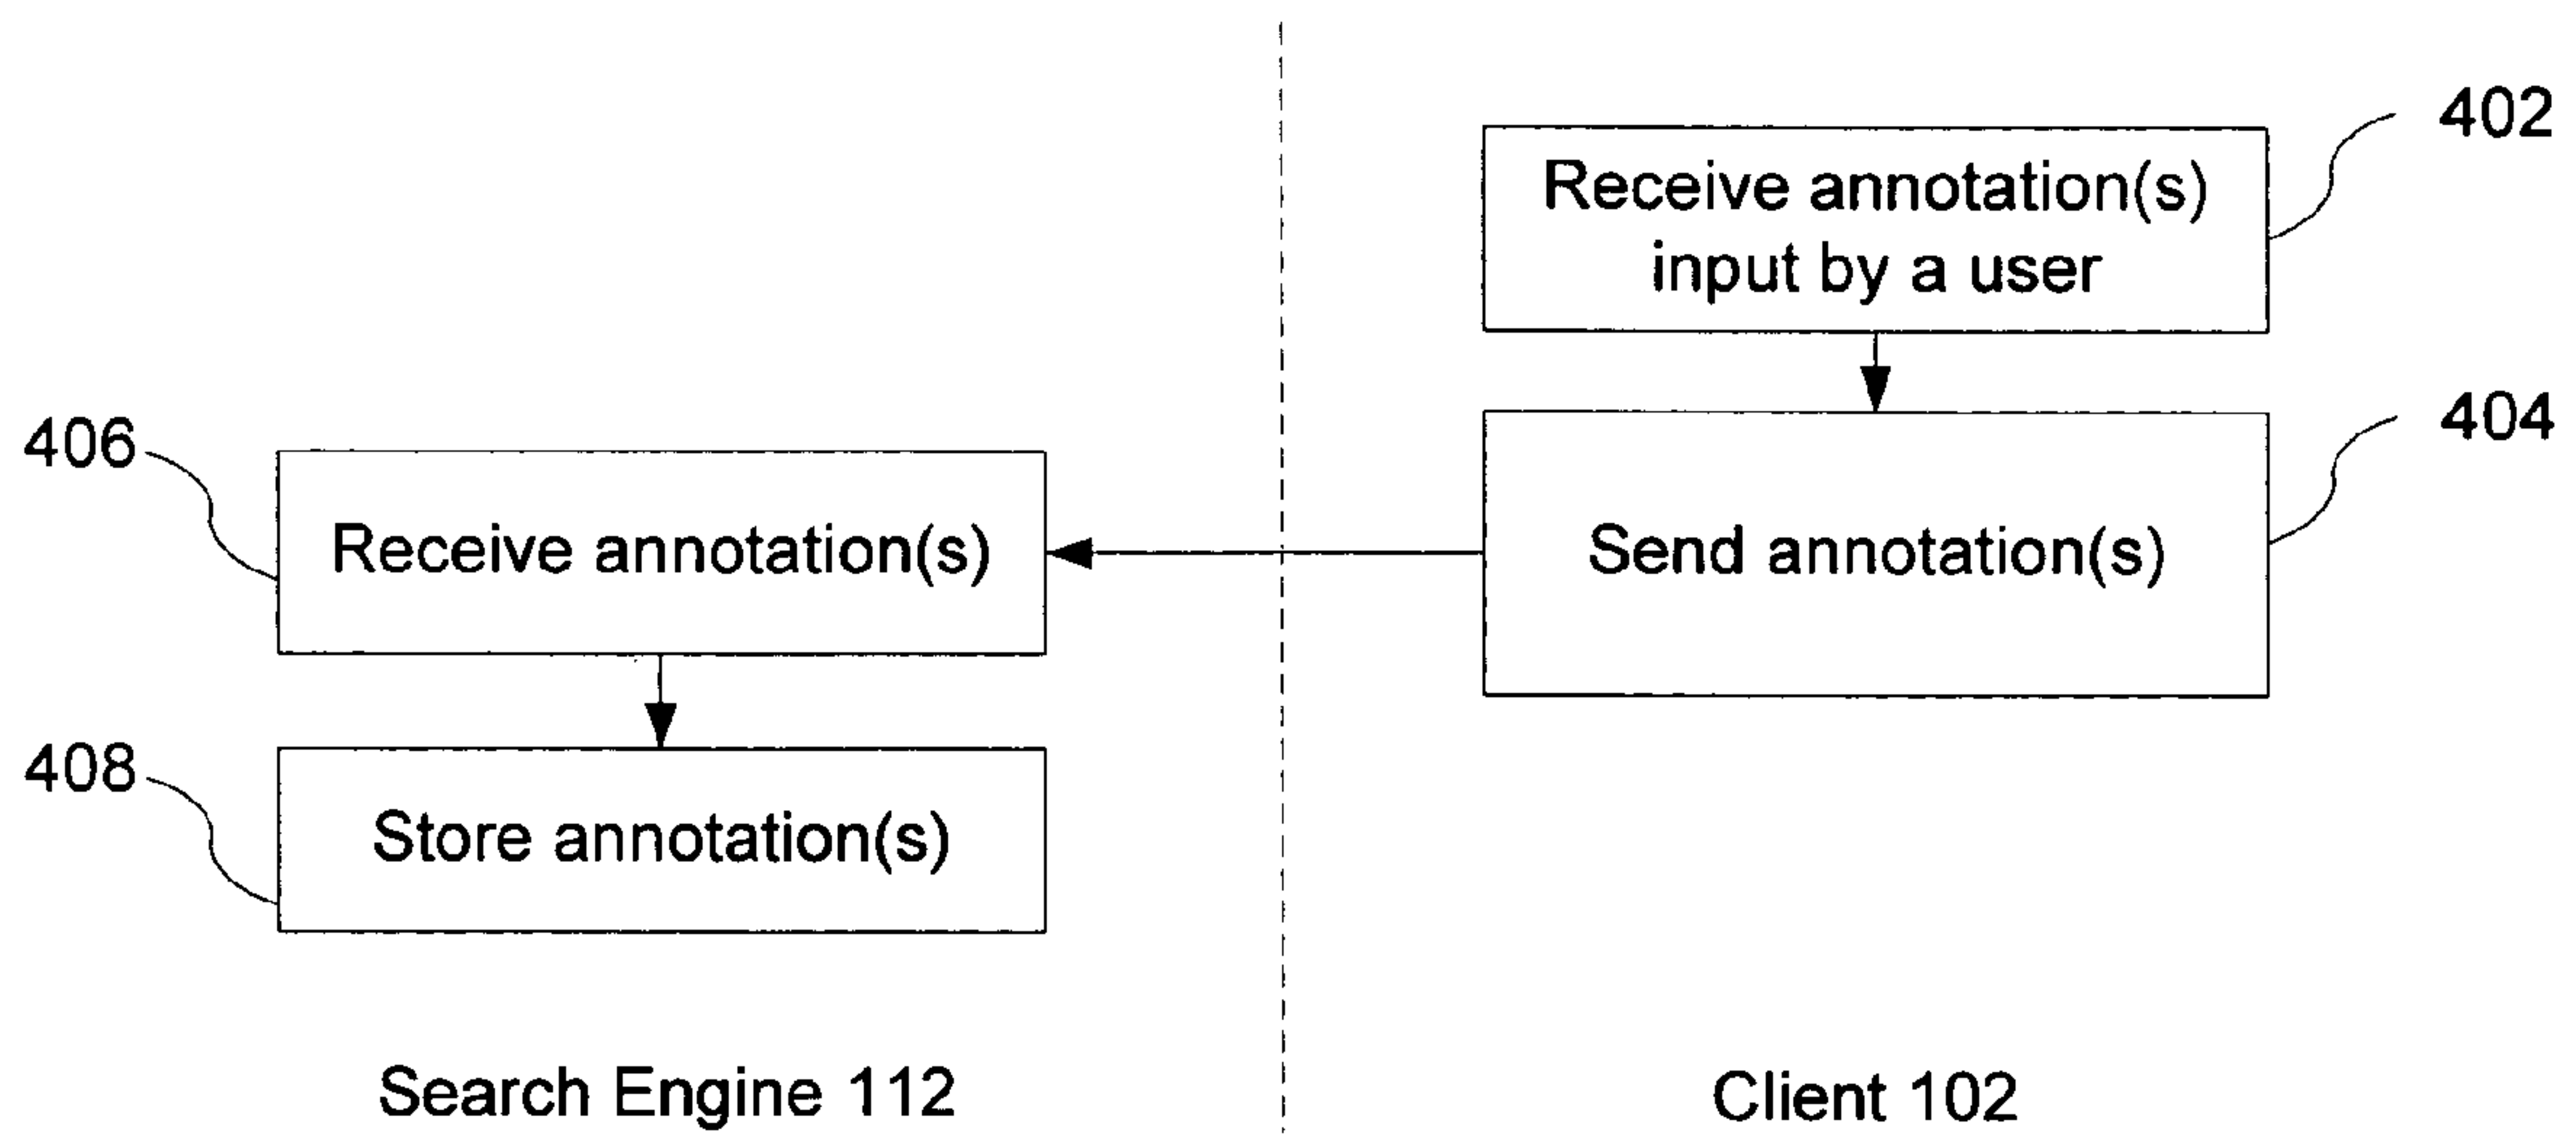 402
Receive annotation(s)
input by a user
404
Send annotation(s)
406
Receive annotation(s)
408
Store annotation(s)
Search Engine 112
Client 102